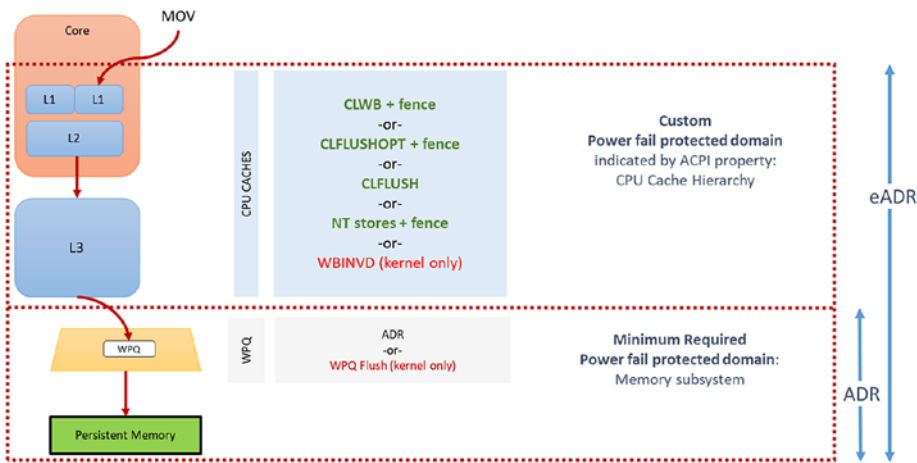 MOV
Core
L1
L1
L2
L3
CPU CACHES
CLWB + fence
-or-
CLFLUSHOPT + fence
-or-
CLFLUSH
-or-
NT stores + fence
-or-
WBINVD (kernel only)
Custom
Power fail protected domain
indicated by ACPI property:
CPU Cache Hierarchy
eADR
WPQ
WPQ
ADR
-or-
WPQ Flush (kernel only)
Minimum Required
Power fail protected domain:
Memory subsystem
ADR
Persistent Memory